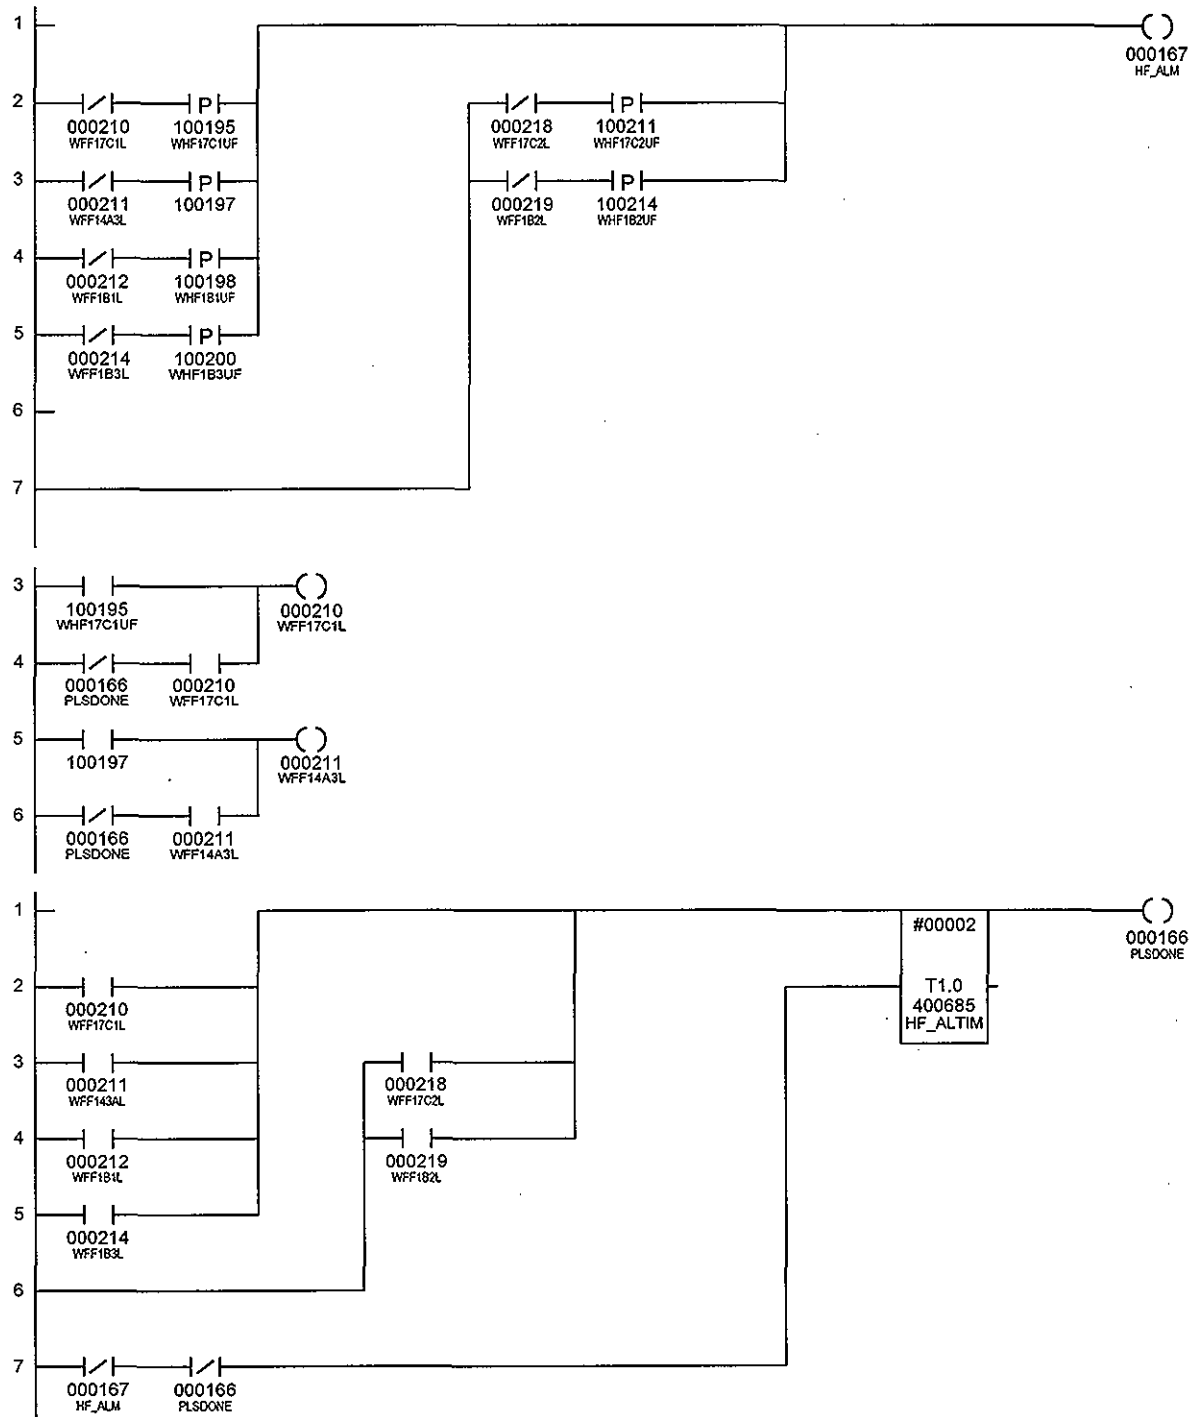 1
000167
HF_ALM
2
P
P
000210 100195 000218 100211
WFF17C1L WHF17C1UF WFF17C2L WHF17C2UF
3
P
P
000211 100197 000219 100214
WFF14A3L WFF1B2L WHF1B2UF
4
P
000212 100198
WFF1B1L WHF1B1UF
5
P
000214 100200
WFF1B3L WHF1B3UF
6
7
3
100195 000210
WHF17C1UF WFF17C1L
4
000166 000210
PLSDONE WFF17C1L
5
100197 000211
WFF14A3L
6
000166 000211
PLSDONE WFF14A3L
1
#00002
000166
PLSDONE
2
T1.0
400685
HF_ALTIM
000210
WFF17C1L
3
000211 000218
WFF143AL WFF17C2L
4
000212 000219
WFF1B1L WFF1B2L
5
000214
WFF1B3L
6
7
000167 000166
HF_ALM PLSDONE